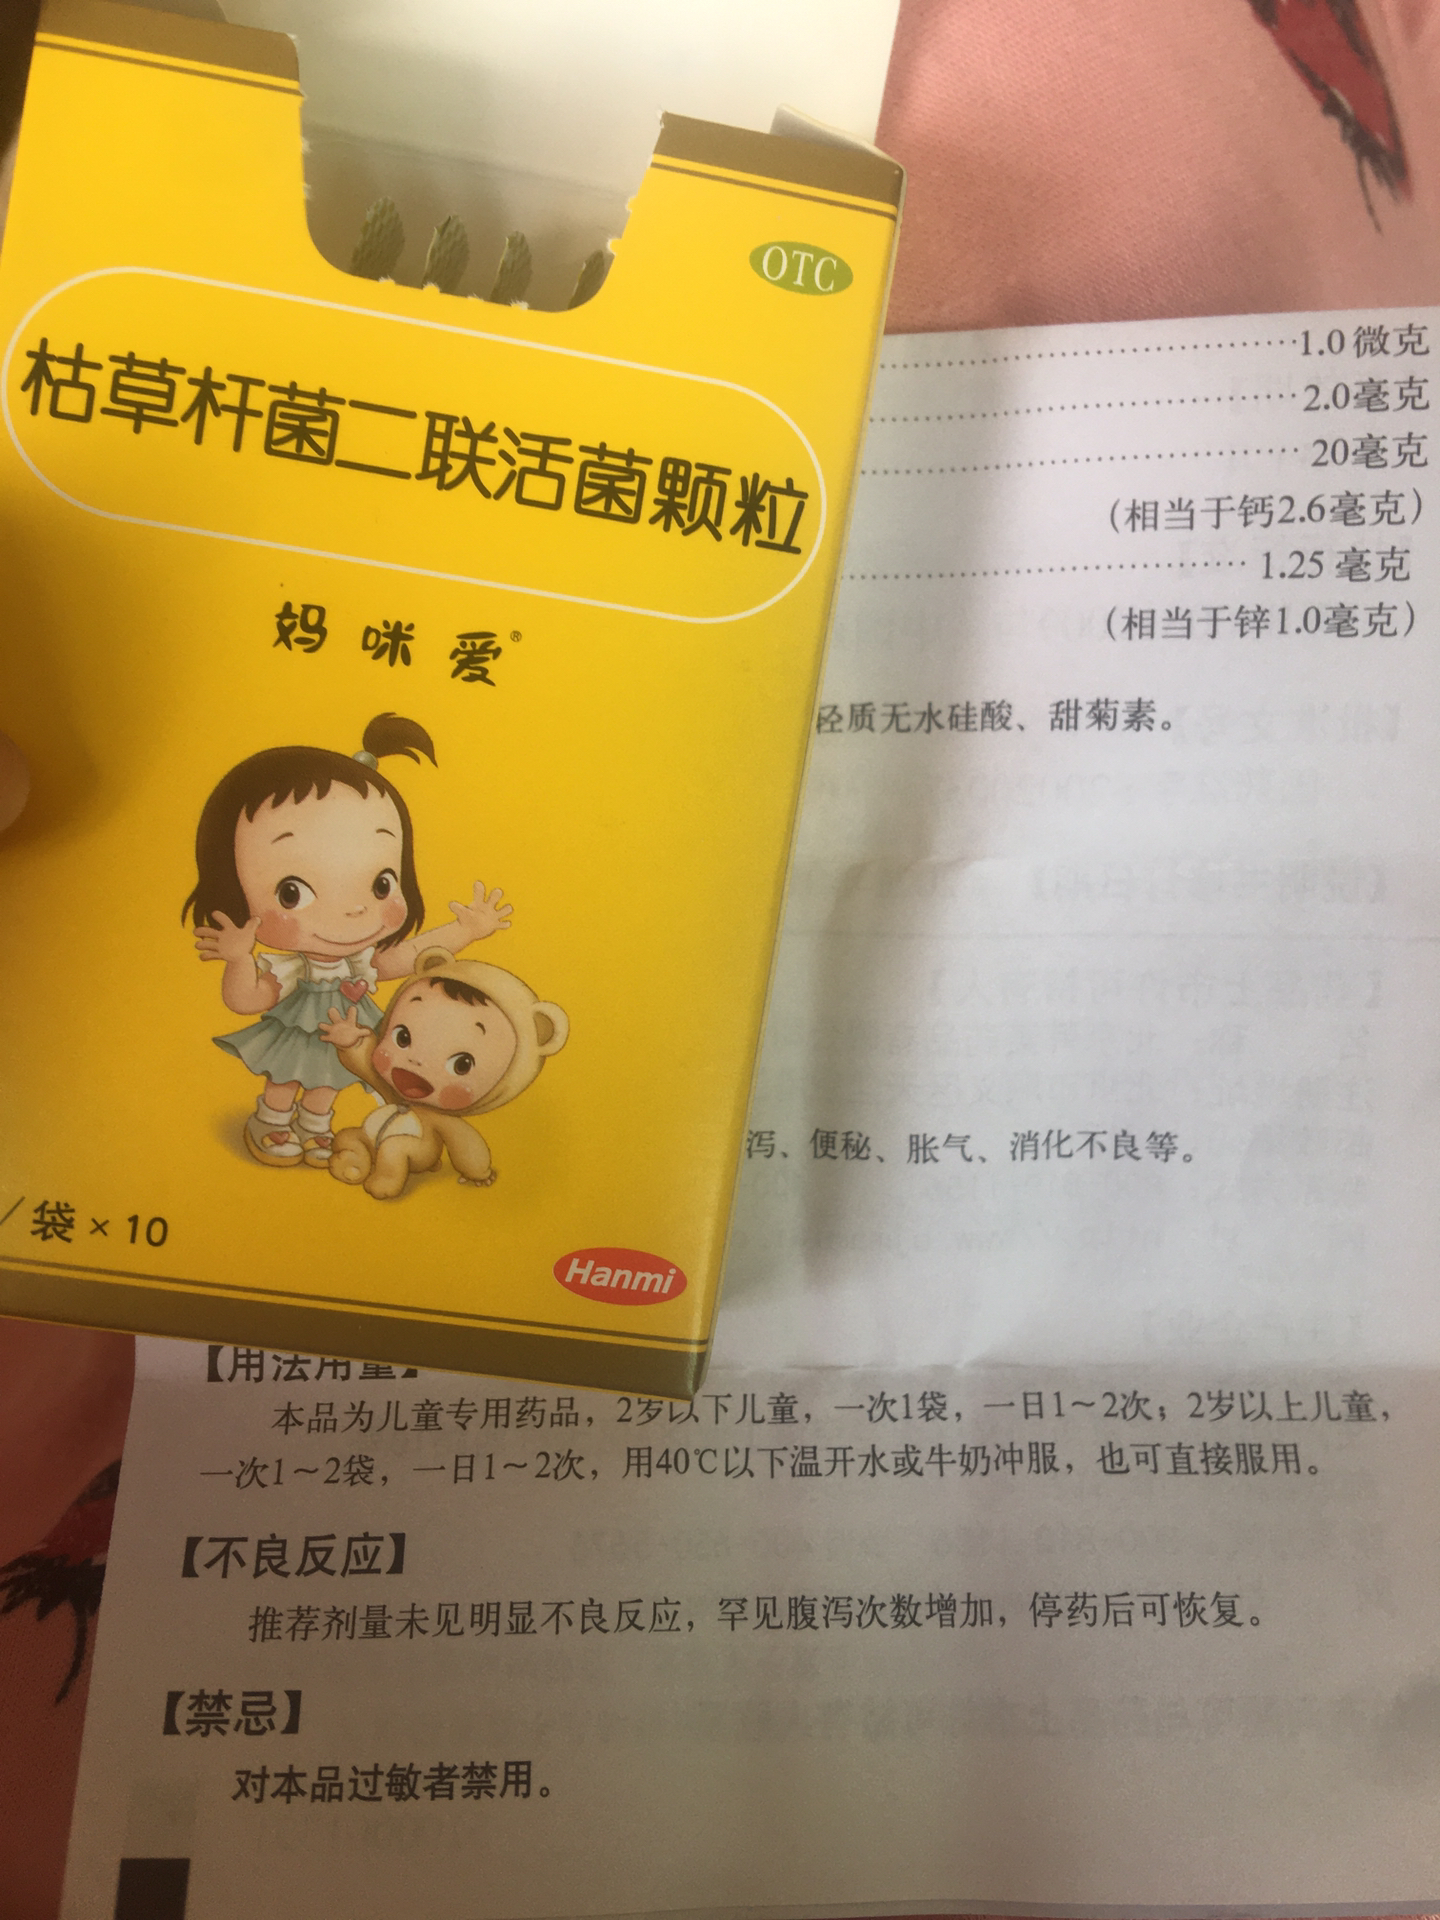 OTC
枯草杆菌二联活菌颗粒
妈咪爱®
/袋×10
Hanmi
1.0微克
2.0毫克
20毫克
(相当于钙2.6毫克)
1.25毫克
(相当于锌1.0毫克)
轻质无水硅酸、甜菊素。
泻、便秘、胀气、消化不良等。
【用法用量】
本品为儿童专用药品，2岁以下儿童，一次1袋，一日1～2次；2岁以上儿童，
一次1～2袋，一日1～2次，用40℃以下温开水或牛奶冲服，也可直接服用。
【不良反应】
推荐剂量未见明显不良反应，罕见腹泻次数增加，停药后可恢复。
【禁忌】
对本品过敏者禁用。